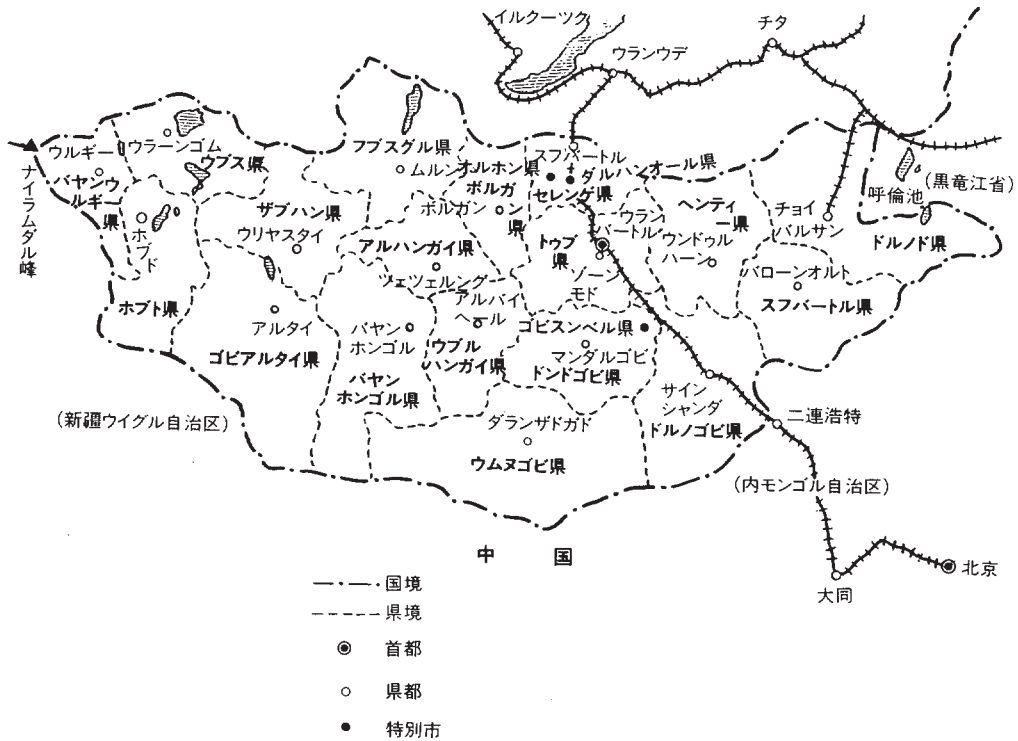 イルクーツク
チタ
ウランウデ
ウルギー
ウラーンゴム
ウブス県
フブスグル県
ムルン
オルホン県
スフバートル
ダルハンオール県
セレンゲ県
ナイラムダル峰
バヤンウ
ルギー
県
ボルガ
ン県
ボルガン
ザブハン県
ウリヤスタイ
ホブド
ホブト県
アルハンガイ県
ツェツェルング
トゥブ
県
ウラン
バートル
ゾーン
モド
ヘンティ
ー県
ウンドゥル
ハーン
チョイ
バルサン
呼倫池
(黒竜江省)
ドルノド県
バローンオルト
スフバートル県
アルタイ
ゴビアルタイ県
バヤン
ホンゴル
バヤン
ホンゴル県
アルバイ
ヘール
ウブル
ハンガイ県
ゴビスンベル県
マンダルゴビ
ドンドゴビ県
サイン
シャンダ
ドルノゴビ県
ダランザドガド
ウムヌゴビ県
二連浩特
(新疆ウイグル自治区)
(内モンゴル自治区)
中 国
北京
大同
国境
県境
首都
県都
特別市